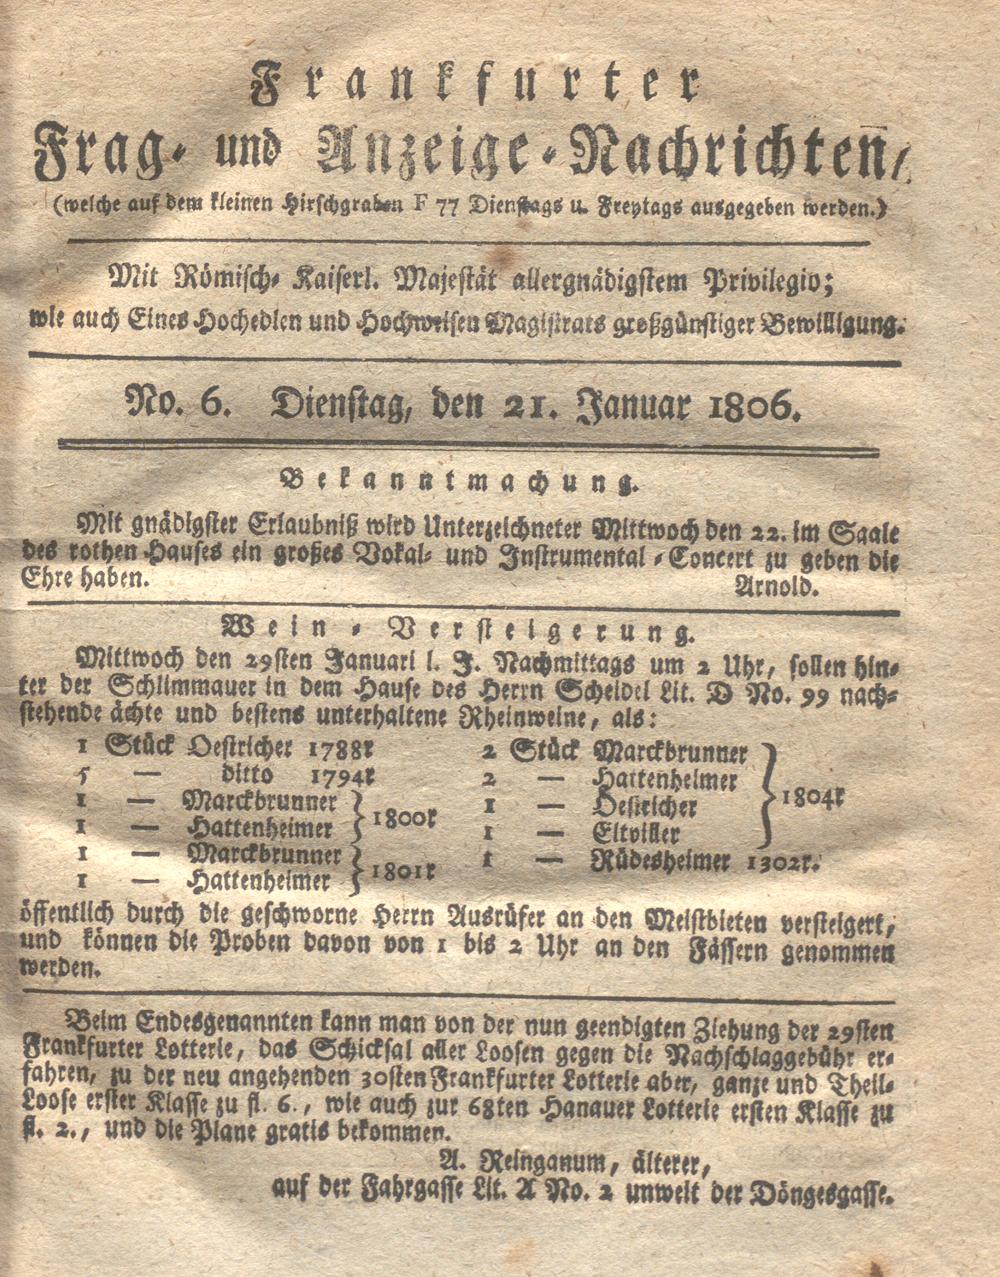 Frankfurter
Frag- und Anzeige-Nachrichten,
(welche auf dem kleinen Hirschgraben F 77 Dienstags u. Freytags ausgegeben werden.)
Mit Römisch-Kaiserl. Majestät allergnädigstem Privilegio;
wie auch Eines Hochedlen und Hochweisen Magistrats großgünstiger Bewilligung.
No. 6. Dienstag, den 21. Januar 1806.
Bekanntmachung.
Mit gnädigster Erlaubniß wird Unterzeichneter Mittwoch den 22. im Saale
des rothen Hauses ein großes Vokal- und Instrumental-Concert zu geben die
Ehre haben. Arnold.
Wein-Versteigerung.
Mittwoch den 29sten Januari l. J. Nachmittags um 2 Uhr, sollen hin-
ter der Schlimmauer in dem Hause des Herrn Scheidel Lit. D No. 99 nach-
stehende ächte und bestens unterhaltene Rheinweine, als:
1 Stück Oestricher 1788r
5 — ditto 1794r
1 — Marckbrunner } 1800r
1 — Hattenheimer
1 — Marckbrunner } 1801r
1 — Hattenheimer
2 Stück Marckbrunner
2 — Hattenheimer
1 — Oestricher } 1804r
1 — Eltviller
1 — Rüdesheimer 1802r.
öffentlich durch die geschworne Herrn Ausrüfer an den Meistbieten versteigert,
und können die Proben davon von 1 bis 2 Uhr an den Fässern genommen
werden.
Beim Endesgenannten kann man von der nun geendigten Ziehung der 29sten
Frankfurter Lotterie, das Schicksal aller Loosen gegen die Nachschlaggebühr er-
fahren, zu der neu angehenden 30sten Frankfurter Lotterie aber, ganze und Theil-
Loose erster Klasse zu fl. 6., wie auch zur 68ten Hanauer Lotterie ersten Klasse zu
fl. 2., und die Plane gratis bekommen.
A. Reinganum, älterer,
auf der Fahrgasse Lit. A No. 2 unweit der Döngesgasse.